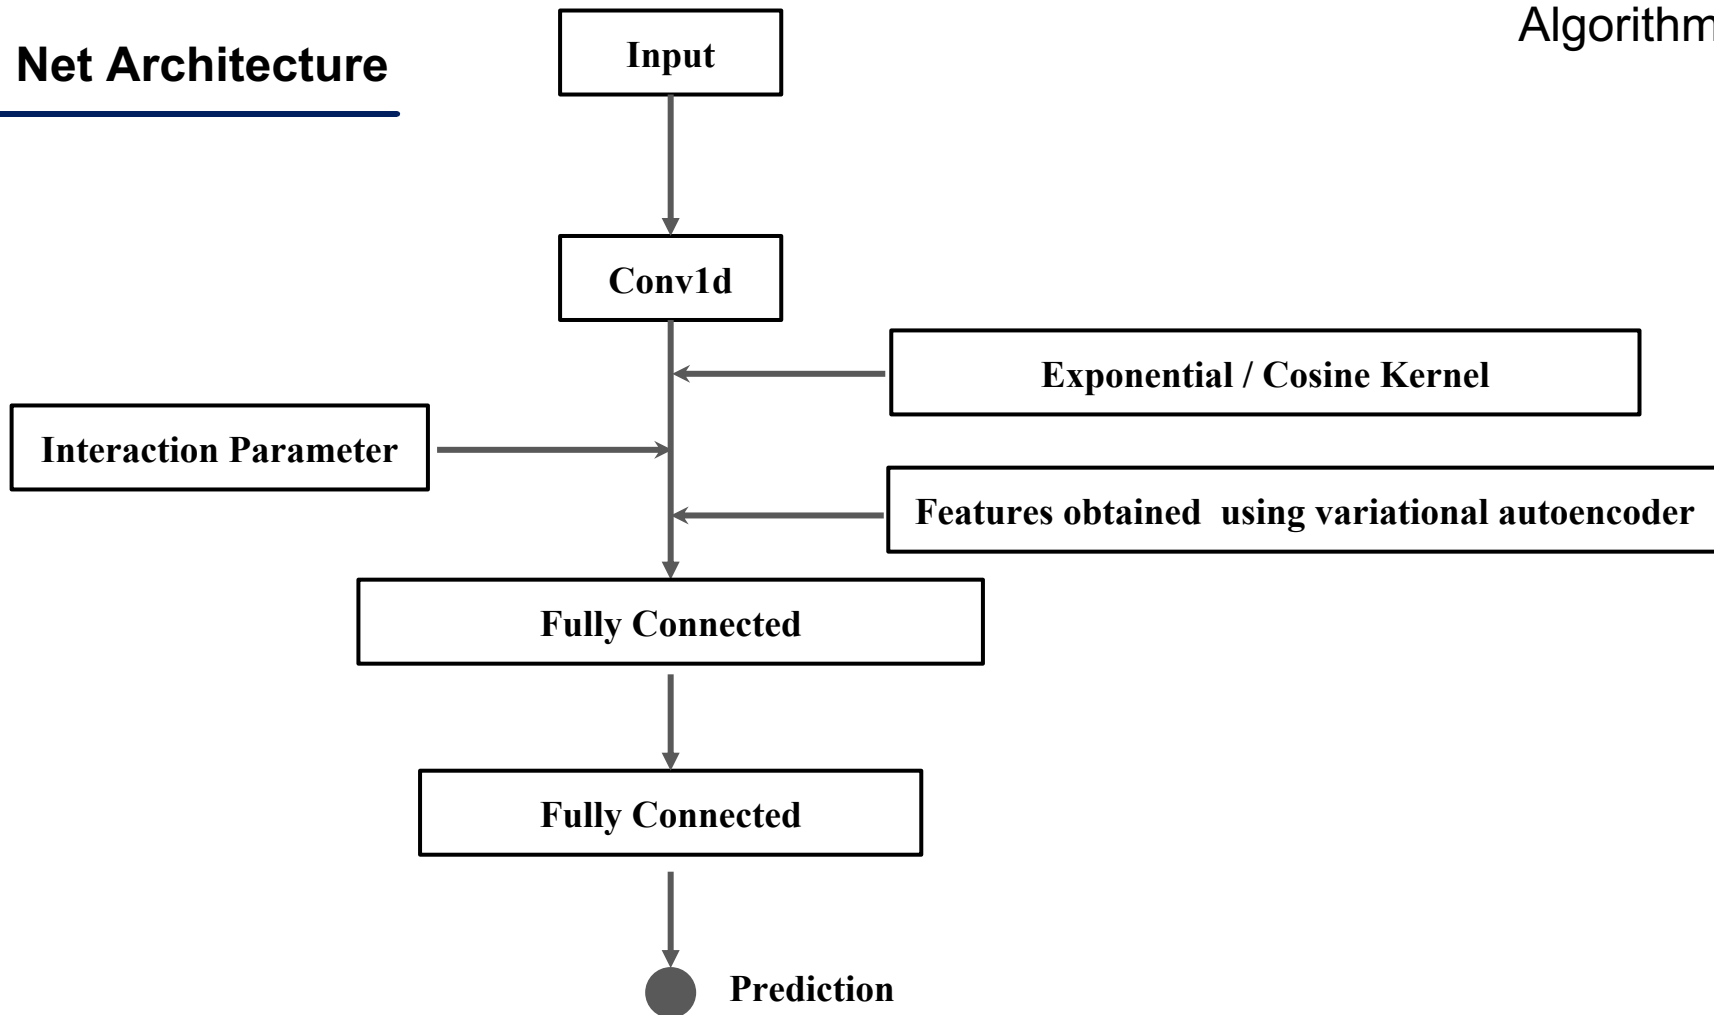 Algorithm
Net Architecture
Input
Conv1d
Exponential / Cosine Kernel
Interaction Parameter
Features obtained  using variational autoencoder
Fully Connected
Fully Connected
Prediction